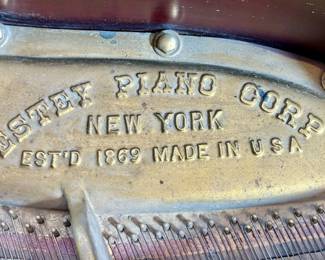 ESTEY PIANO CORP
NEW YORK
EST'D 1869 MADE IN U S A